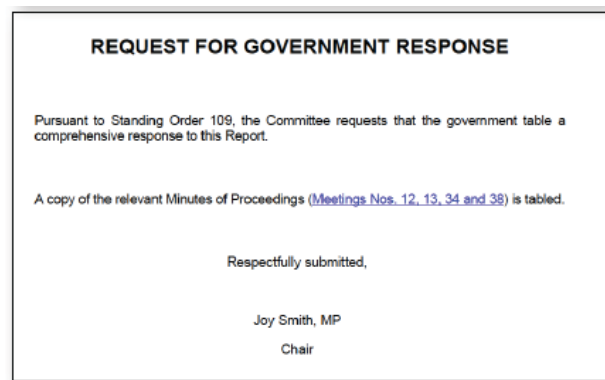 REQUEST FOR GOVERNMENT RESPONSE
Pursuant to Standing Order 109, the Committee requests that the government table a
comprehensive response to this Report.
A copy of the relevant Minutes of Proceedings (Meetings Nos. 12, 13, 34 and 38) is tabled.
Respectfully submitted,
Joy Smith, MP
Chair